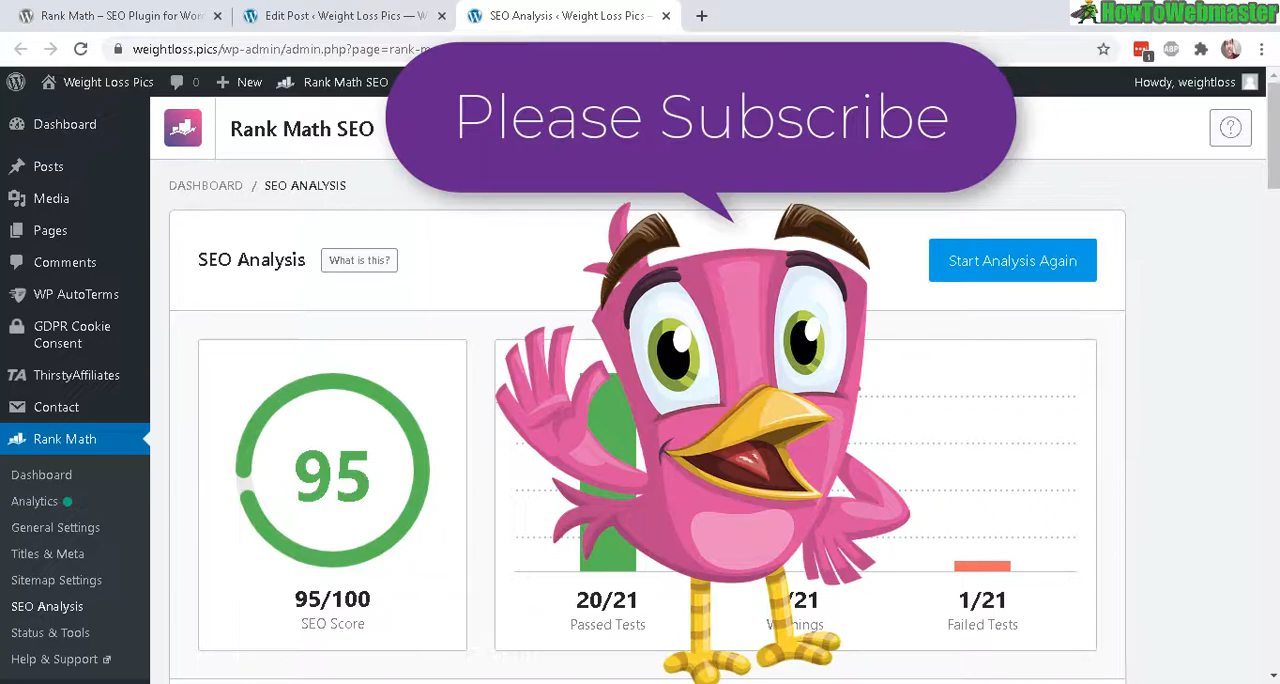 Rank Math – SEO Plugin for Wor
Edit Post ‹ Weight Loss Pics — W
SEO Analysis ‹ Weight Loss Pics –
HowToWebmaster
weightloss.pics/wp-admin/admin.php?page=rank-m
1
ABP
Weight Loss Pics
0
New
Rank Math SEO
Howdy, weightloss
Please Subscribe
Dashboard
Posts
Media
Pages
Comments
WP AutoTerms
GDPR Cookie
Consent
TA ThirstyAffiliates
Contact
Rank Math
Dashboard
Analytics
General Settings
Titles & Meta
Sitemap Settings
SEO Analysis
Status & Tools
Help & Support
Rank Math SEO
?
DASHBOARD / SEO ANALYSIS
SEO Analysis
What is this?
Start Analysis Again
95
95/100
SEO Score
20/21
Passed Tests
/21
1/21
Failed Tests